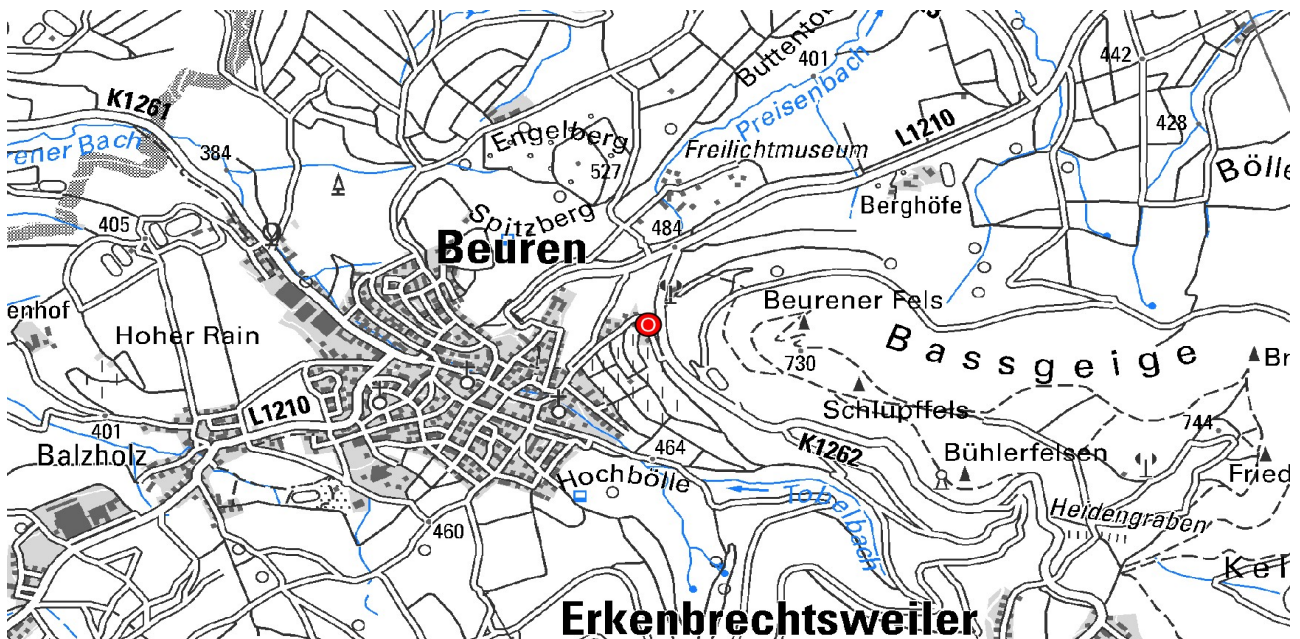 442
401
Buttentou
K1261
Preisenbach
L1210
428
Engelberg
ener Bach
384
Freilichtmuseum
527
Bölle
Berghöfe
Spitzberg
405
484
Beuren
enhof
Beurener Fels
Hoher Rain
Bassgeige
730
Br
Schlupffels
L1210
401
744
464
K1262
Balzholz
Bühlerfelsen
Fried
Hochbölle
Tobelbach
Heidengraben
460
Kel
Erkenbrechtsweiler